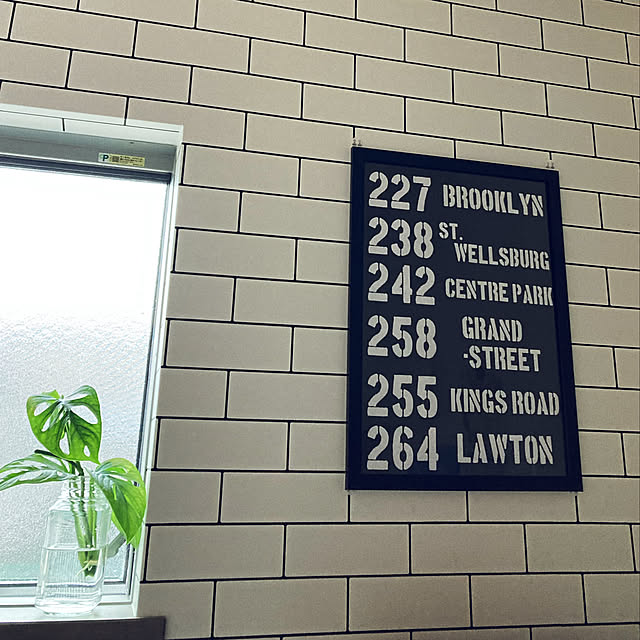 227 BROOKLYN
238 ST. WELLSBURG
242 CENTRE PARK
258 GRAND
-STREET
255 KINGS ROAD
264 LAWTON